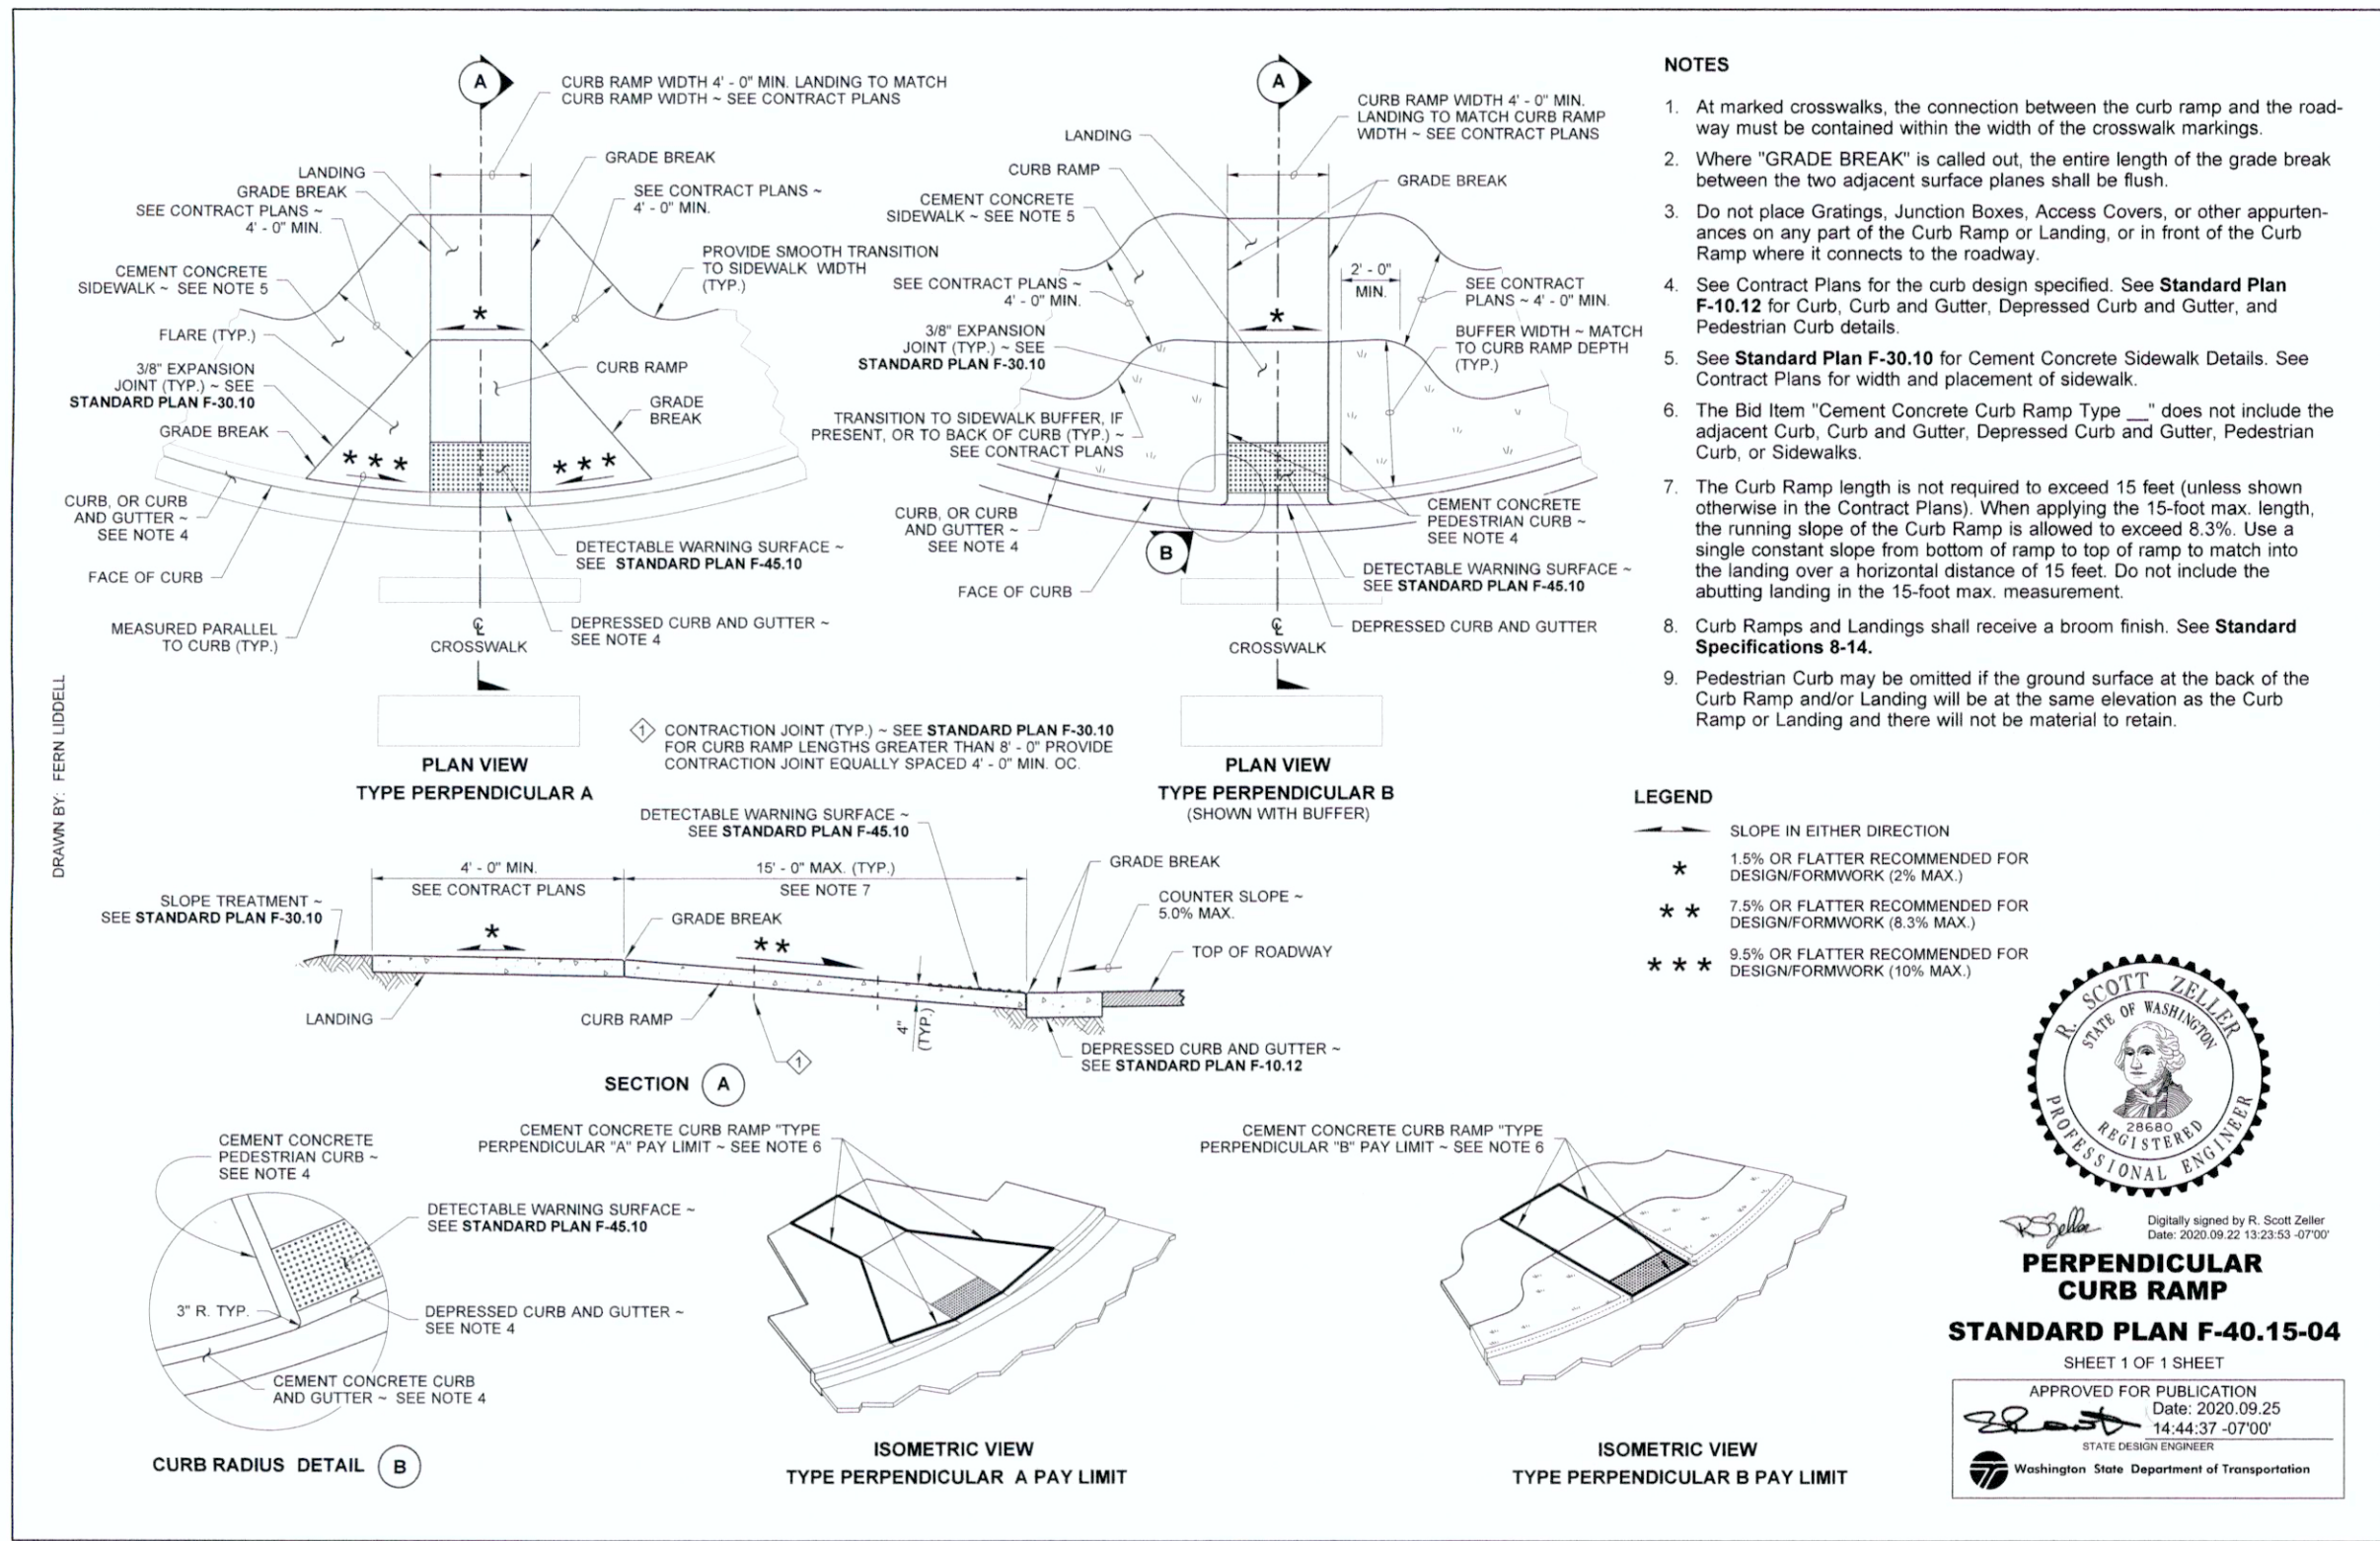 A
CURB RAMP WIDTH 4' - 0" MIN. LANDING TO MATCH
CURB RAMP WIDTH ~ SEE CONTRACT PLANS
LANDING
GRADE BREAK
SEE CONTRACT PLANS ~
4' - 0" MIN.
CEMENT CONCRETE
SIDEWALK ~ SEE NOTE 5
FLARE (TYP.)
3/8" EXPANSION
JOINT (TYP.) ~ SEE
STANDARD PLAN F-30.10
GRADE BREAK
CURB, OR CURB
AND GUTTER ~
SEE NOTE 4
FACE OF CURB
MEASURED PARALLEL
TO CURB (TYP.)
GRADE BREAK
SEE CONTRACT PLANS ~
4' - 0" MIN.
PROVIDE SMOOTH TRANSITION
TO SIDEWALK WIDTH
(TYP.)
*
CURB RAMP
GRADE
BREAK
* * *
* * *
DETECTABLE WARNING SURFACE ~
SEE STANDARD PLAN F-45.10
DEPRESSED CURB AND GUTTER ~
SEE NOTE 4
℄
CROSSWALK
PLAN VIEW
TYPE PERPENDICULAR A
1 CONTRACTION JOINT (TYP.) ~ SEE STANDARD PLAN F-30.10
FOR CURB RAMP LENGTHS GREATER THAN 8' - 0" PROVIDE
CONTRACTION JOINT EQUALLY SPACED 4' - 0" MIN. OC.
A
CURB RAMP WIDTH 4' - 0" MIN.
LANDING TO MATCH CURB RAMP
WIDTH ~ SEE CONTRACT PLANS
LANDING
CURB RAMP
CEMENT CONCRETE
SIDEWALK ~ SEE NOTE 5
SEE CONTRACT PLANS ~
4' - 0" MIN.
3/8" EXPANSION
JOINT (TYP.) ~ SEE
STANDARD PLAN F-30.10
TRANSITION TO SIDEWALK BUFFER, IF
PRESENT, OR TO BACK OF CURB (TYP.) ~
SEE CONTRACT PLANS
CURB, OR CURB
AND GUTTER ~
SEE NOTE 4
FACE OF CURB
B
GRADE BREAK
2' - 0"
MIN.
SEE CONTRACT
PLANS ~ 4' - 0" MIN.
*
BUFFER WIDTH ~ MATCH
TO CURB RAMP DEPTH
(TYP.)
CEMENT CONCRETE
PEDESTRIAN CURB ~
SEE NOTE 4
DETECTABLE WARNING SURFACE ~
SEE STANDARD PLAN F-45.10
DEPRESSED CURB AND GUTTER
℄
CROSSWALK
PLAN VIEW
TYPE PERPENDICULAR B
(SHOWN WITH BUFFER)
NOTES
1. At marked crosswalks, the connection between the curb ramp and the road-
way must be contained within the width of the crosswalk markings.
2. Where "GRADE BREAK" is called out, the entire length of the grade break
between the two adjacent surface planes shall be flush.
3. Do not place Gratings, Junction Boxes, Access Covers, or other appurten-
ances on any part of the Curb Ramp or Landing, or in front of the Curb
Ramp where it connects to the roadway.
4. See Contract Plans for the curb design specified. See Standard Plan
F-10.12 for Curb, Curb and Gutter, Depressed Curb and Gutter, and
Pedestrian Curb details.
5. See Standard Plan F-30.10 for Cement Concrete Sidewalk Details. See
Contract Plans for width and placement of sidewalk.
6. The Bid Item "Cement Concrete Curb Ramp Type __" does not include the
adjacent Curb, Curb and Gutter, Depressed Curb and Gutter, Pedestrian
Curb, or Sidewalks.
7. The Curb Ramp length is not required to exceed 15 feet (unless shown
otherwise in the Contract Plans). When applying the 15-foot max. length,
the running slope of the Curb Ramp is allowed to exceed 8.3%. Use a
single constant slope from bottom of ramp to top of ramp to match into
the landing over a horizontal distance of 15 feet. Do not include the
abutting landing in the 15-foot max. measurement.
8. Curb Ramps and Landings shall receive a broom finish. See Standard
Specifications 8-14.
9. Pedestrian Curb may be omitted if the ground surface at the back of the
Curb Ramp and/or Landing will be at the same elevation as the Curb
Ramp or Landing and there will not be material to retain.
LEGEND
SLOPE IN EITHER DIRECTION
* 1.5% OR FLATTER RECOMMENDED FOR
DESIGN/FORMWORK (2% MAX.)
* * 7.5% OR FLATTER RECOMMENDED FOR
DESIGN/FORMWORK (8.3% MAX.)
* * * 9.5% OR FLATTER RECOMMENDED FOR
DESIGN/FORMWORK (10% MAX.)
DRAWN BY: FERN LIDDELL
DETECTABLE WARNING SURFACE ~
SEE STANDARD PLAN F-45.10
4' - 0" MIN.
SEE CONTRACT PLANS
15' - 0" MAX. (TYP.)
SEE NOTE 7
GRADE BREAK
COUNTER SLOPE ~
5.0% MAX.
SLOPE TREATMENT ~
SEE STANDARD PLAN F-30.10
GRADE BREAK
*
* *
TOP OF ROADWAY
LANDING
CURB RAMP
4"
(TYP.)
1
DEPRESSED CURB AND GUTTER ~
SEE STANDARD PLAN F-10.12
SECTION A
CEMENT CONCRETE
PEDESTRIAN CURB ~
SEE NOTE 4
DETECTABLE WARNING SURFACE ~
SEE STANDARD PLAN F-45.10
3" R. TYP.
DEPRESSED CURB AND GUTTER ~
SEE NOTE 4
CEMENT CONCRETE CURB
AND GUTTER ~ SEE NOTE 4
CURB RADIUS DETAIL B
CEMENT CONCRETE CURB RAMP "TYPE
PERPENDICULAR "A" PAY LIMIT ~ SEE NOTE 6
ISOMETRIC VIEW
TYPE PERPENDICULAR A PAY LIMIT
CEMENT CONCRETE CURB RAMP "TYPE
PERPENDICULAR "B" PAY LIMIT ~ SEE NOTE 6
ISOMETRIC VIEW
TYPE PERPENDICULAR B PAY LIMIT
R. SCOTT ZELLER
STATE OF WASHINGTON
28680
REGISTERED
PROFESSIONAL ENGINEER
Digitally signed by R. Scott Zeller
Date: 2020.09.22 13:23:53 -07'00'
PERPENDICULAR
CURB RAMP
STANDARD PLAN F-40.15-04
SHEET 1 OF 1 SHEET
APPROVED FOR PUBLICATION
Date: 2020.09.25
14:44:37 -07'00'
STATE DESIGN ENGINEER
Washington State Department of Transportation